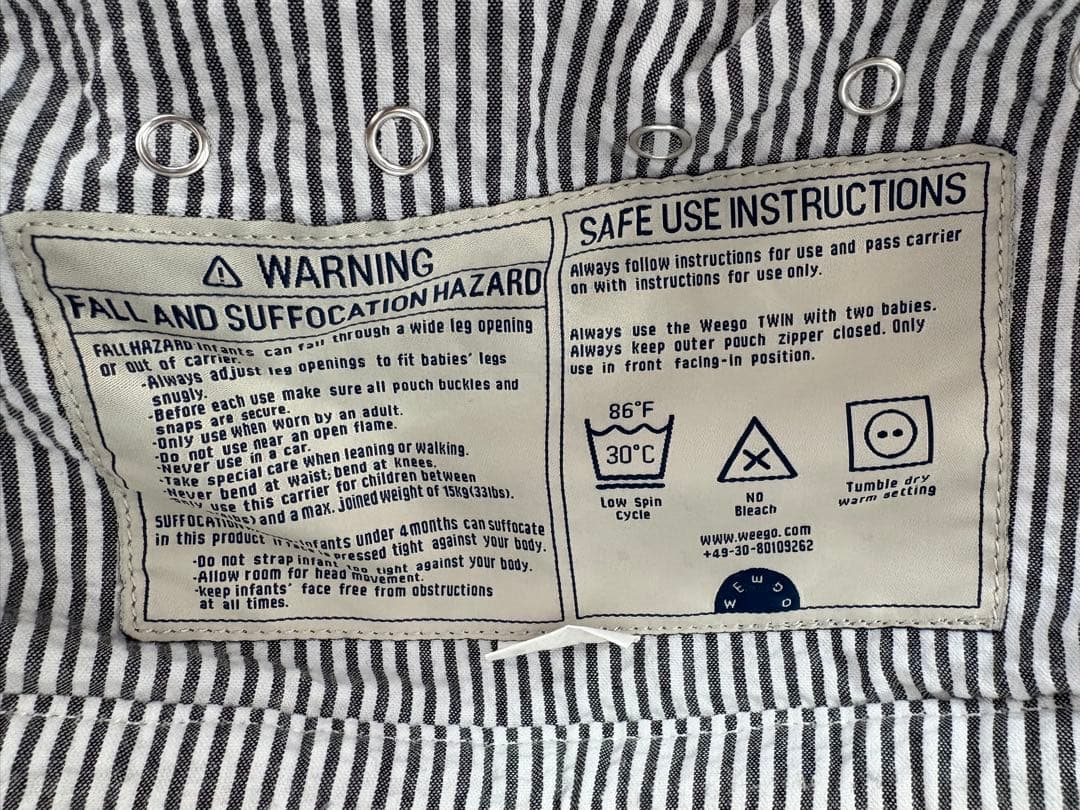 WARNING
FALL AND SUFFOCATION HAZARD
FALL HAZARD Infants can fall through a wide leg opening
or out of carrier.
-Always adjust leg openings to fit babies' legs
snugly.
-Before each use make sure all pouch buckles and
snaps are secure.
-Only use when worn by an adult.
-Do not use near an open flame.
-Never use in a car.
-Take special care when leaning or walking.
-Never bend at waist; bend at knees.
use this carrier for children between
and a max. joined weight of 15Kg(33lbs).
SUFFOCATION under 4 months can suffocate
in this product pressed tight against your body.
-Do not strap infant too tight against your body.
-Allow room for head movement.
-Keep infants' face free from obstructions
at all times.
SAFE USE INSTRUCTIONS
Always follow instructions for use and pass carrier
on with instructions for use only.
Always use the Weego TWIN with two babies.
Always keep outer pouch zipper closed. Only
use in front facing-in position.
86°F
30°C
Low Spin
Cycle
NO
Bleach
Tumble dry
warm setting
www.weego.com
+49-30-80109262
WEEGO